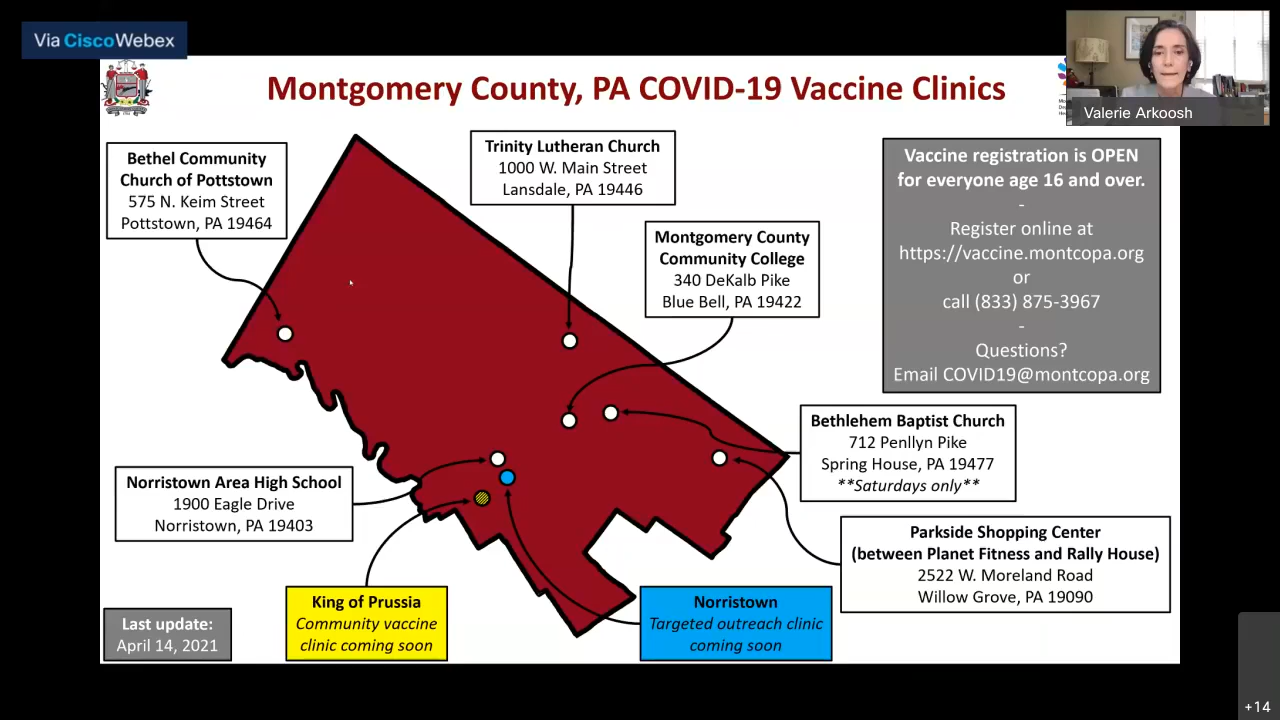 Via CiscoWebex
Montgomery County, PA COVID-19 Vaccine Clinics
Valerie Arkoosh
Bethel Community
Church of Pottstown
575 N. Keim Street
Pottstown, PA 19464
Trinity Lutheran Church
1000 W. Main Street
Lansdale, PA 19446
Montgomery County
Community College
340 DeKalb Pike
Blue Bell, PA 19422
Vaccine registration is OPEN
for everyone age 16 and over.
-
Register online at
https://vaccine.montcopa.org
or
call (833) 875-3967
-
Questions?
Email COVID19@montcopa.org
Bethlehem Baptist Church
712 Penllyn Pike
Spring House, PA 19477
**Saturdays only**
Norristown Area High School
1900 Eagle Drive
Norristown, PA 19403
Parkside Shopping Center
(between Planet Fitness and Rally House)
2522 W. Moreland Road
Willow Grove, PA 19090
King of Prussia
Community vaccine
clinic coming soon
Norristown
Targeted outreach clinic
coming soon
Last update:
April 14, 2021
+14